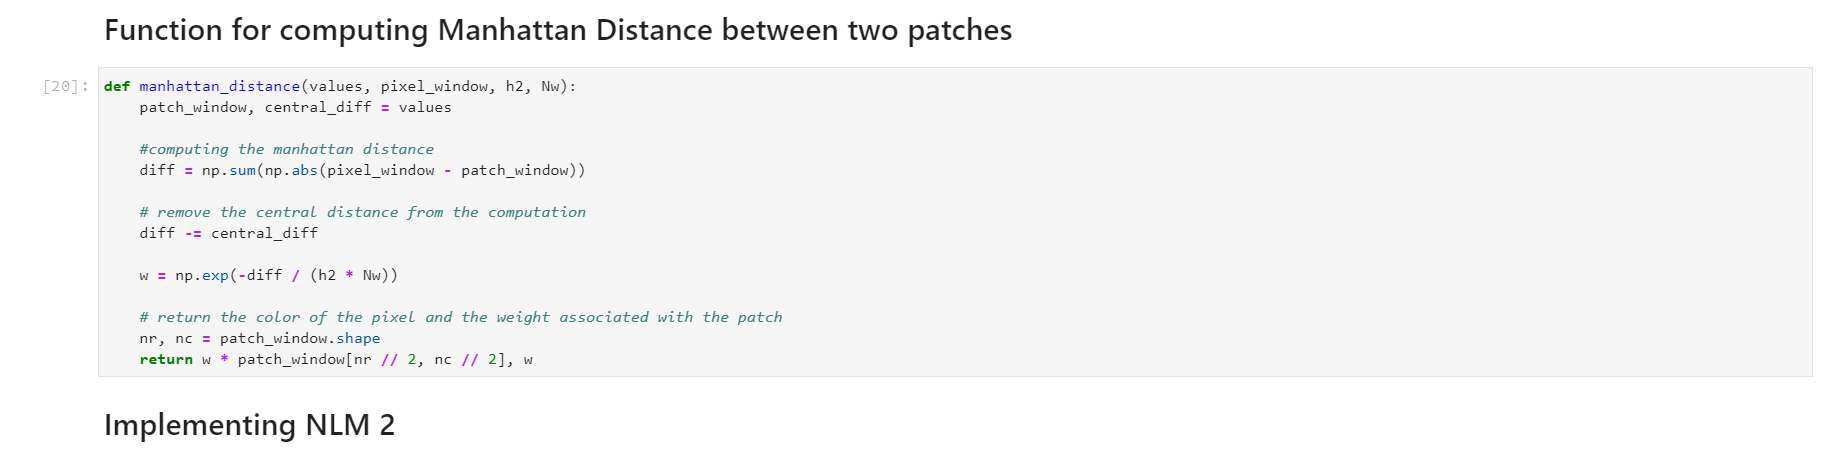 Function for computing Manhattan Distance between two patches
[20]: def manhattan_distance(values, pixel_window, h2, Nw):
    patch_window, central_diff = values
    #computing the manhattan distance
    diff = np.sum(np.abs(pixel_window - patch_window))
    # remove the central distance from the computation
    diff -= central_diff
    w = np.exp(-diff / (h2 * Nw))
    # return the color of the pixel and the weight associated with the patch
    nr, nc = patch_window.shape
    return w * patch_window[nr // 2, nc // 2], w
Implementing NLM 2